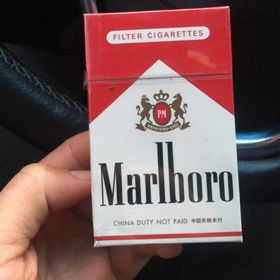 FILTER CIGARETTES
PM
Marlboro
CHINA DUTY NOT PAID 中国关税未付